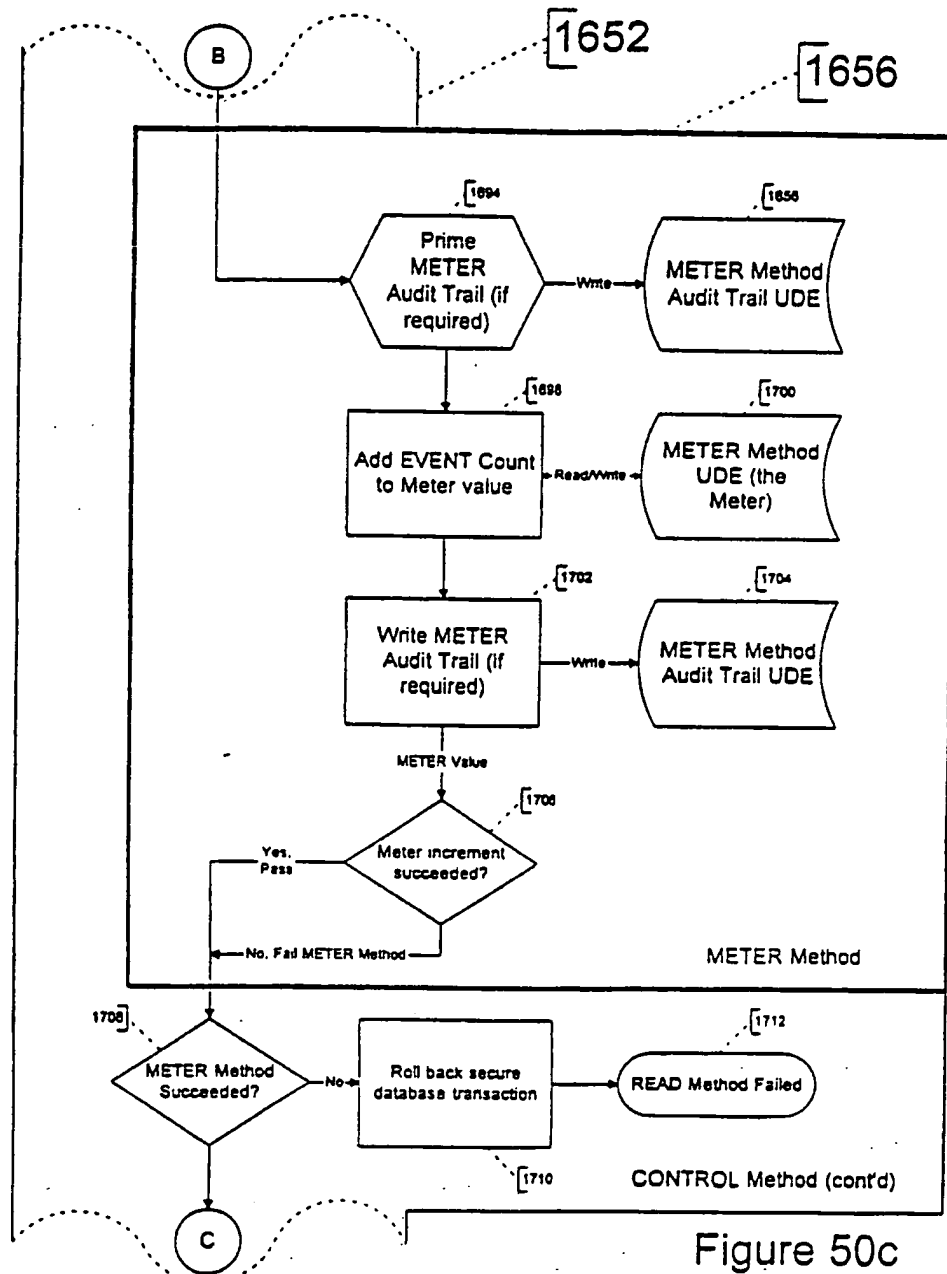 B
1652
1656
1694
Prime
METER
Audit Trail (if
required)
Write
1656
METER Method
Audit Trail UDE
1698
Add EVENT Count
to Meter value
Read/Write
1700
METER Method
UDE (the
Meter)
1702
Write METER
Audit Trail (if
required)
Write
1704
METER Method
Audit Trail UDE
METER Value
1706
Meter increment
succeeded?
Yes,
Pass
No, Fail METER Method
METER Method
1708
METER Method
Succeeded?
No
Roll back secure
database transaction
1710
1712
READ Method Failed
CONTROL Method (cont'd)
C
Figure 50c